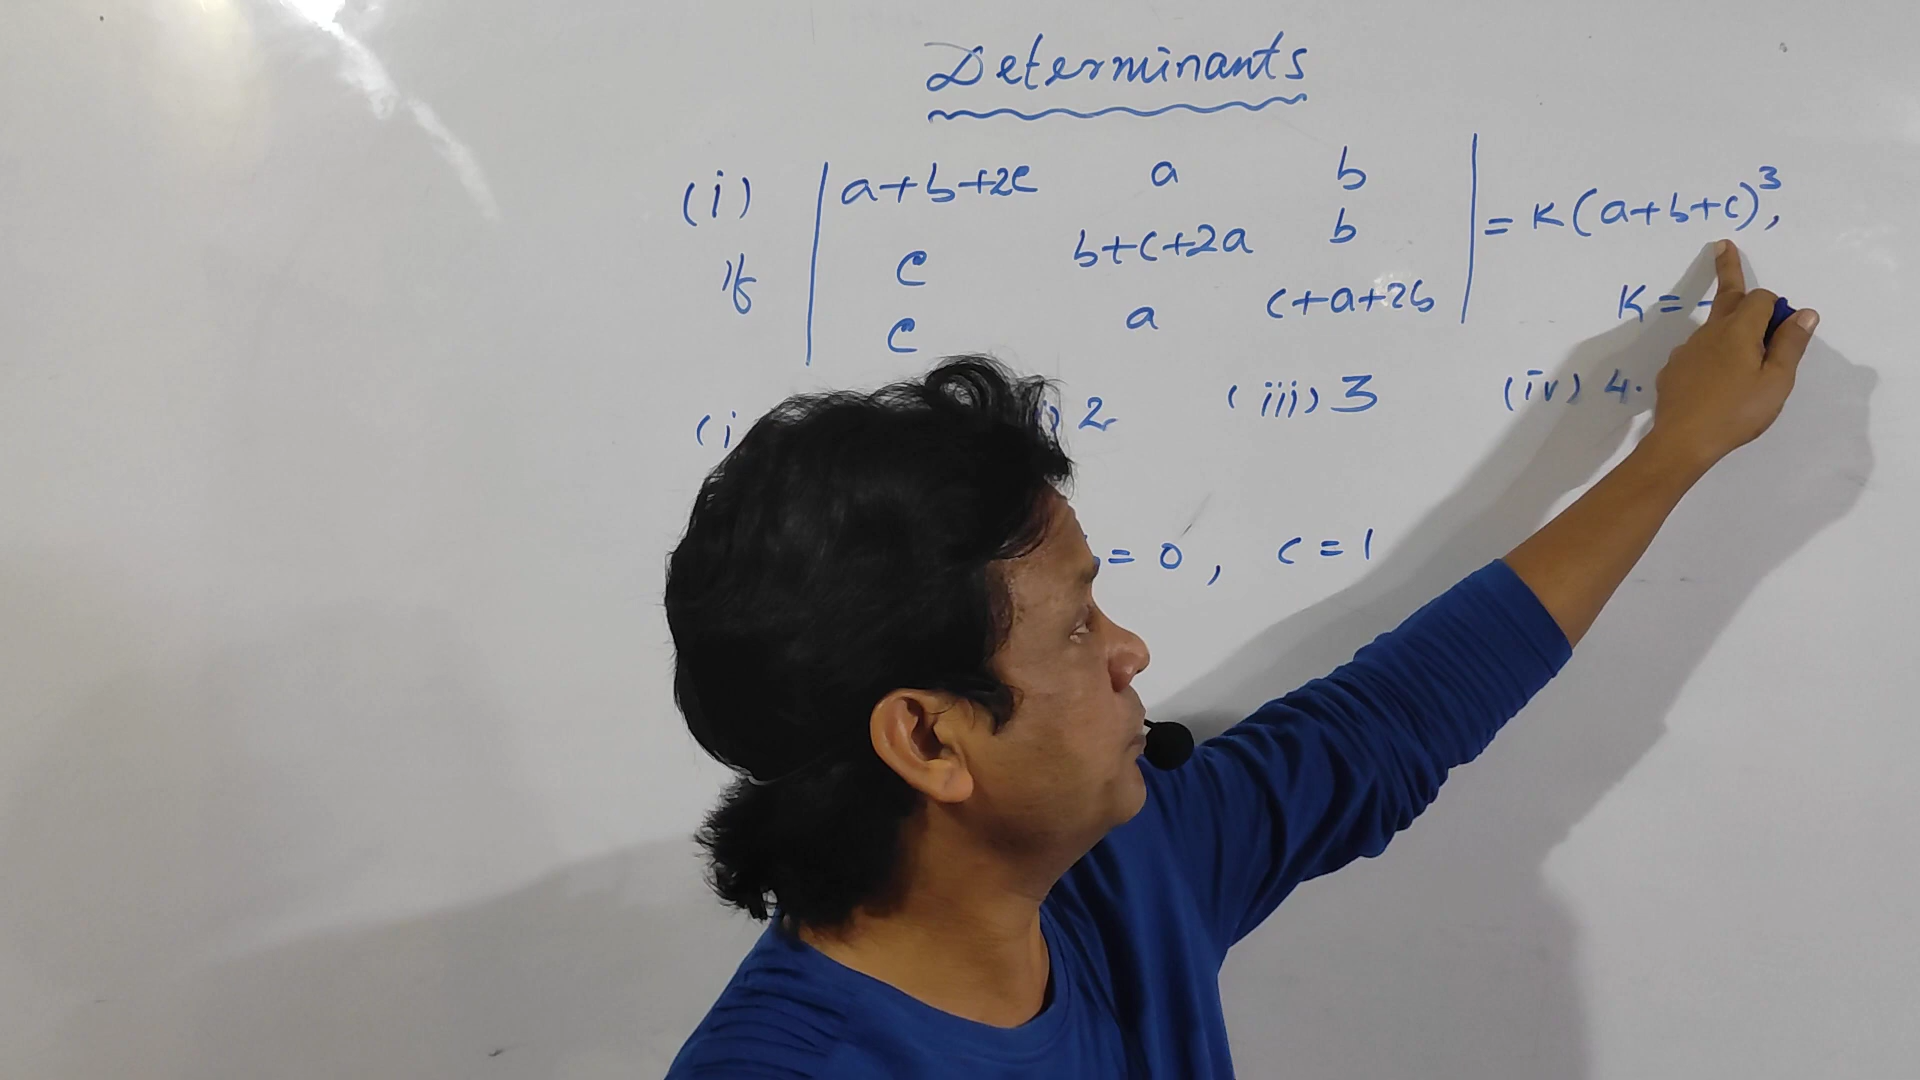 Determinants
(i) | a+b+2c a b | = K(a+b+c)³,
If | c b+c+2a b |
| c a c+a+2b | K =
(i ) 2 (iii) 3 (iv) 4.
= 0, c = 1